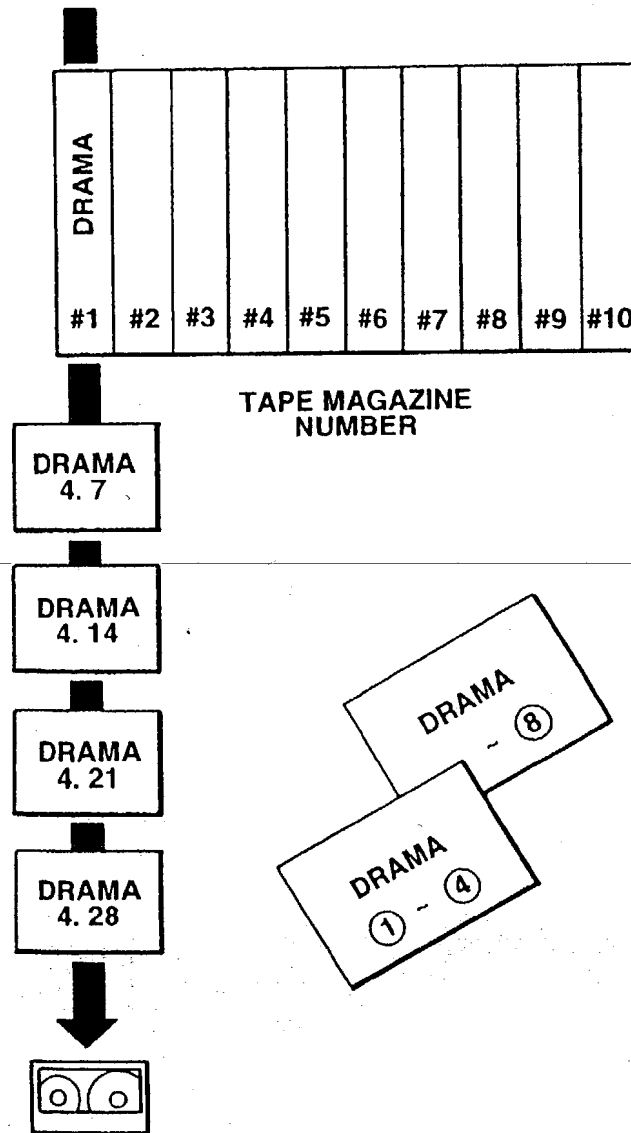 DRAMA
#1 #2 #3 #4 #5 #6 #7 #8 #9 #10
TAPE MAGAZINE
NUMBER
DRAMA
4. 7
DRAMA
4. 14
DRAMA
4. 21
DRAMA
4. 28
DRAMA
~ ⑧
DRAMA
① ~ ④